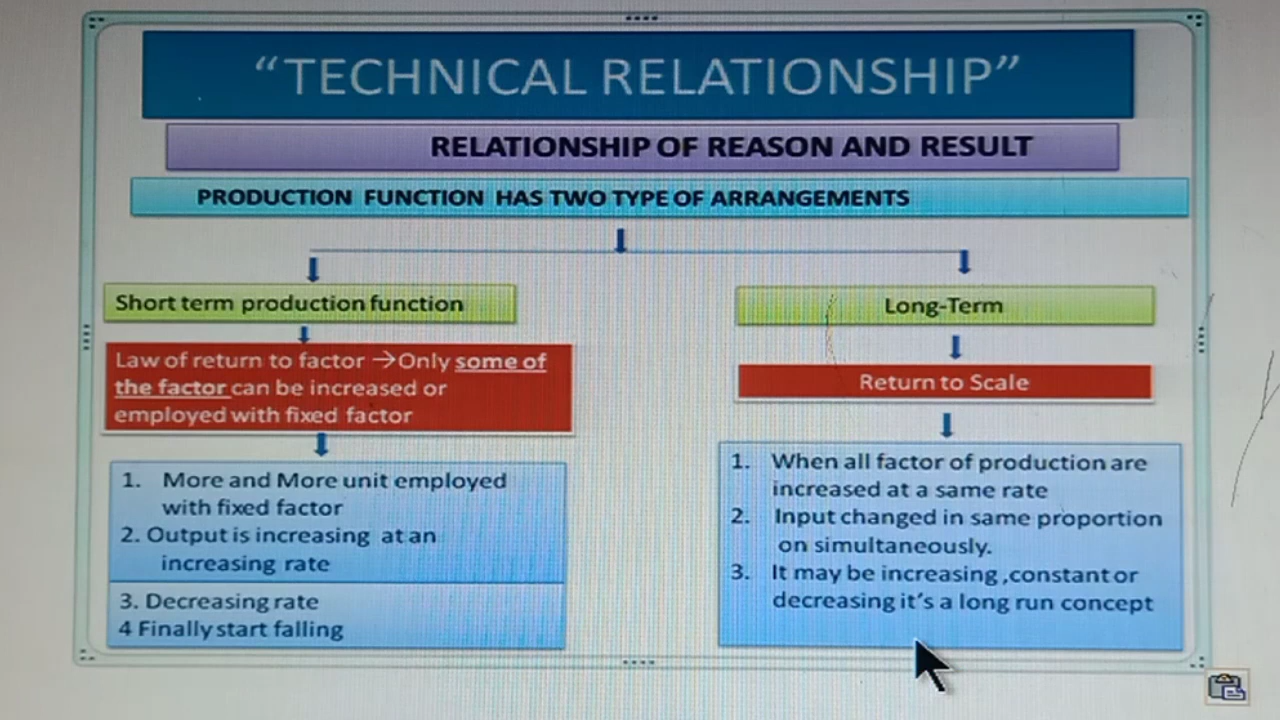 “TECHNICAL RELATIONSHIP”
RELATIONSHIP OF REASON AND RESULT
PRODUCTION FUNCTION HAS TWO TYPE OF ARRANGEMENTS
Short term production function
Law of return to factor →Only some of
the factor can be increased or
employed with fixed factor
1. More and More unit employed
with fixed factor
2. Output is increasing at an
increasing rate
3. Decreasing rate
4 Finally start falling
Long-Term
Return to Scale
1. When all factor of production are
increased at a same rate
2. Input changed in same proportion
on simultaneously.
3. It may be increasing ,constant or
decreasing it’s a long run concept